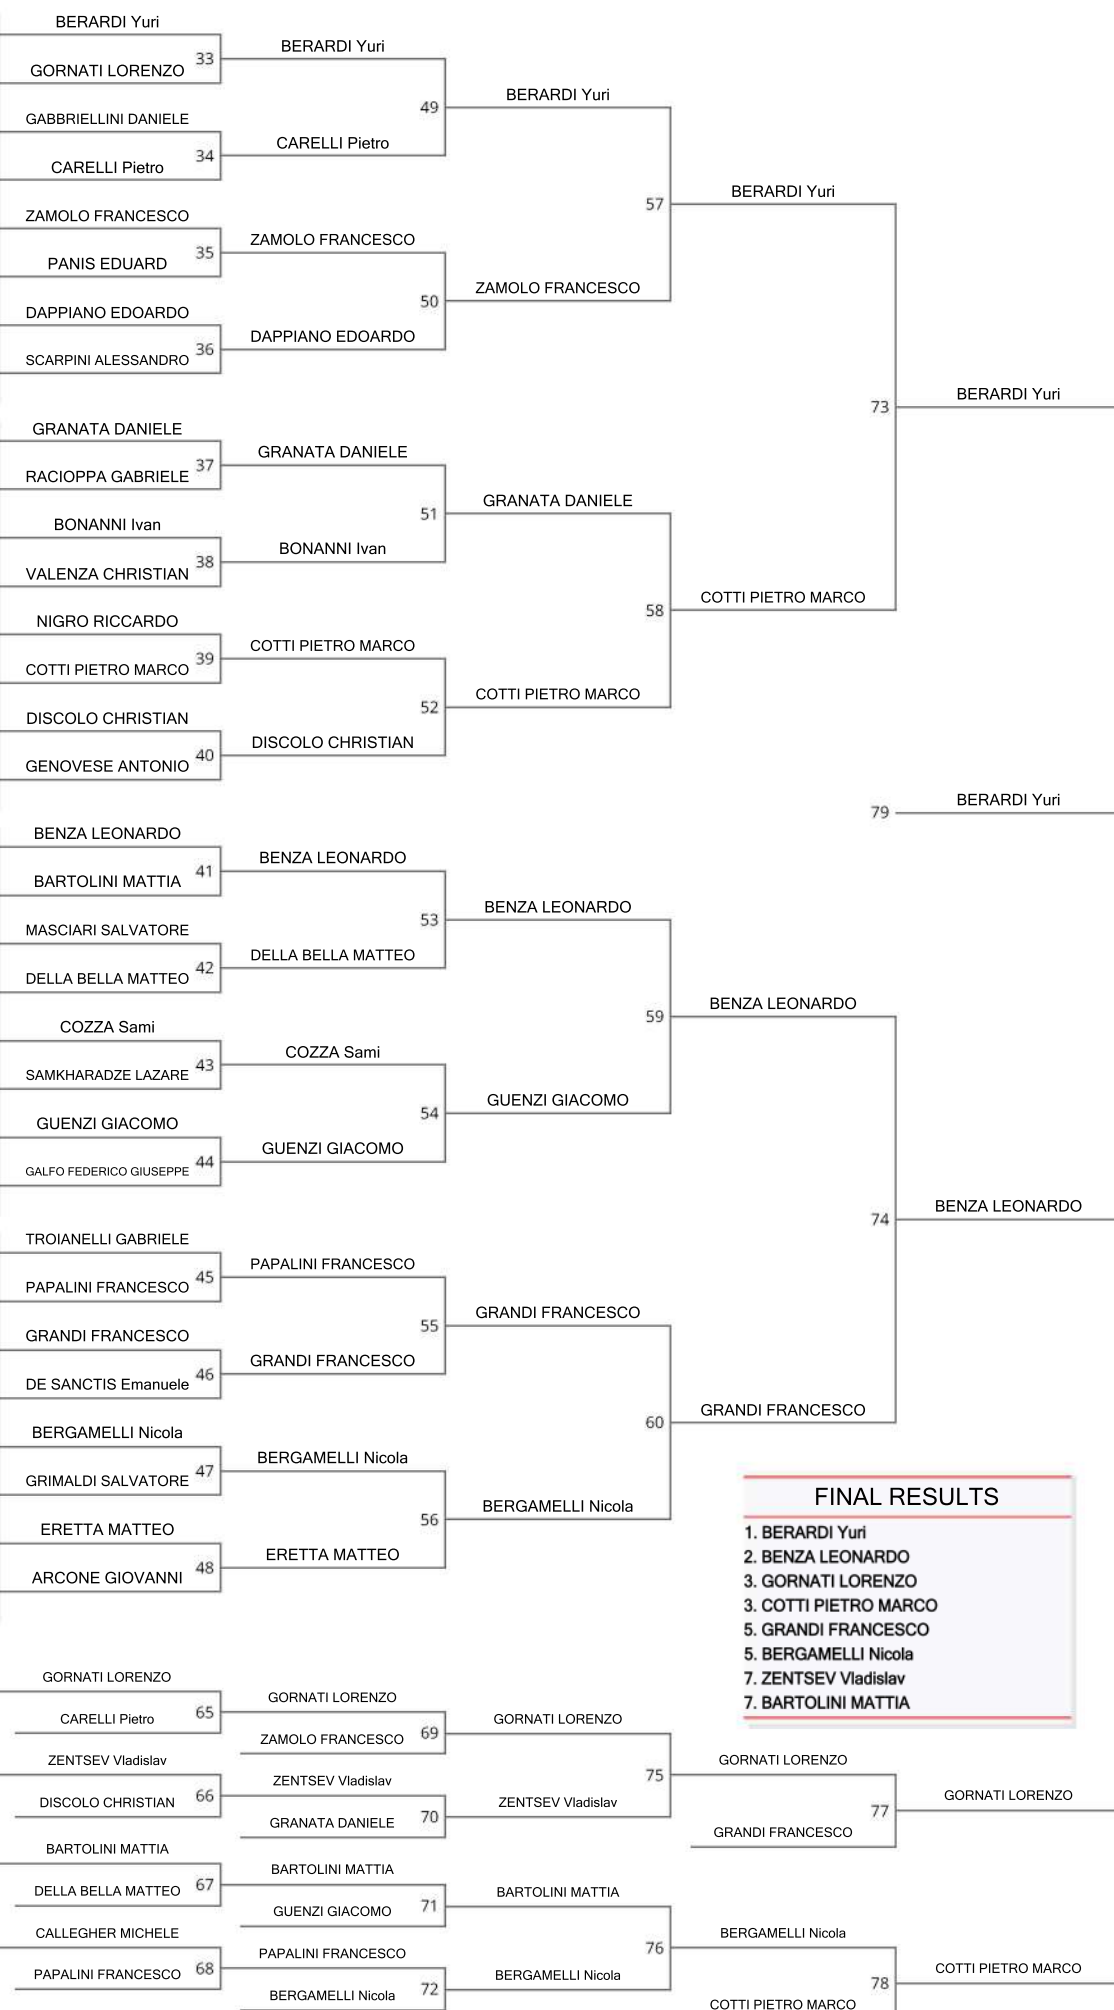 BERARDI Yuri
33
GORNATI LORENZO
BERARDI Yuri
GABBRIELLINI DANIELE
34
CARELLI Pietro
CARELLI Pietro
49
BERARDI Yuri
ZAMOLO FRANCESCO
35
PANIS EDUARD
ZAMOLO FRANCESCO
DAPPIANO EDOARDO
36
SCARPINI ALESSANDRO
DAPPIANO EDOARDO
50
ZAMOLO FRANCESCO
57
BERARDI Yuri
GRANATA DANIELE
37
RACIOPPA GABRIELE
GRANATA DANIELE
BONANNI Ivan
38
VALENZA CHRISTIAN
BONANNI Ivan
51
GRANATA DANIELE
NIGRO RICCARDO
39
COTTI PIETRO MARCO
COTTI PIETRO MARCO
DISCOLO CHRISTIAN
40
GENOVESE ANTONIO
DISCOLO CHRISTIAN
52
COTTI PIETRO MARCO
58
COTTI PIETRO MARCO
73
BERARDI Yuri
79
BERARDI Yuri
BENZA LEONARDO
41
BARTOLINI MATTIA
BENZA LEONARDO
MASCIARI SALVATORE
42
DELLA BELLA MATTEO
DELLA BELLA MATTEO
53
BENZA LEONARDO
COZZA Sami
43
SAMKHARADZE LAZARE
COZZA Sami
GUENZI GIACOMO
44
GALFO FEDERICO GIUSEPPE
GUENZI GIACOMO
54
GUENZI GIACOMO
59
BENZA LEONARDO
TROIANELLI GABRIELE
45
PAPALINI FRANCESCO
PAPALINI FRANCESCO
GRANDI FRANCESCO
46
DE SANCTIS Emanuele
GRANDI FRANCESCO
55
GRANDI FRANCESCO
BERGAMELLI Nicola
47
GRIMALDI SALVATORE
BERGAMELLI Nicola
ERETTA MATTEO
48
ARCONE GIOVANNI
ERETTA MATTEO
56
BERGAMELLI Nicola
60
GRANDI FRANCESCO
74
BENZA LEONARDO
FINAL RESULTS
1. BERARDI Yuri
2. BENZA LEONARDO
3. GORNATI LORENZO
3. COTTI PIETRO MARCO
5. GRANDI FRANCESCO
5. BERGAMELLI Nicola
7. ZENTSEV Vladislav
7. BARTOLINI MATTIA
GORNATI LORENZO
65
CARELLI Pietro
GORNATI LORENZO
69
ZAMOLO FRANCESCO
GORNATI LORENZO
ZENTSEV Vladislav
66
DISCOLO CHRISTIAN
ZENTSEV Vladislav
70
GRANATA DANIELE
ZENTSEV Vladislav
75
GORNATI LORENZO
77
GRANDI FRANCESCO
GORNATI LORENZO
BARTOLINI MATTIA
67
DELLA BELLA MATTEO
BARTOLINI MATTIA
71
GUENZI GIACOMO
BARTOLINI MATTIA
CALLEGHER MICHELE
68
PAPALINI FRANCESCO
PAPALINI FRANCESCO
72
BERGAMELLI Nicola
BERGAMELLI Nicola
76
BERGAMELLI Nicola
78
COTTI PIETRO MARCO
COTTI PIETRO MARCO